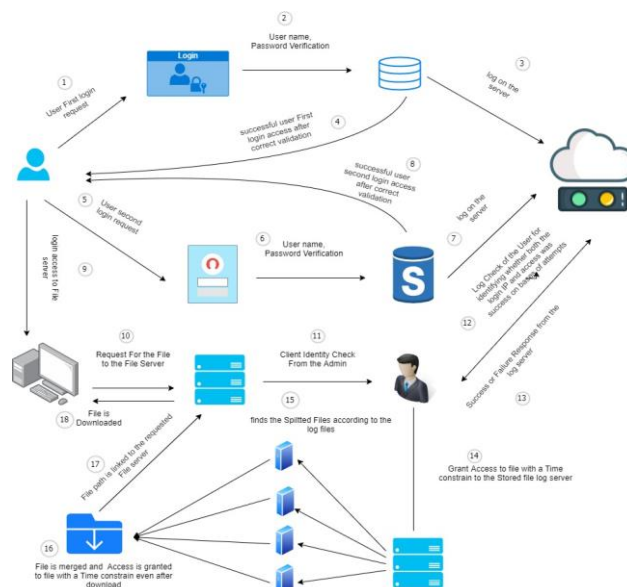 2
User name,
Password Verification
Login
3
log on the
server
1
User First login
request
4
successful user First
login access after
correct validation
8
successful user
second login access
after correct
validation
5
User second
login request
6
User name,
Password Verification
S
7
log on the
server
9
login access to File
server
Log Check of the User for
identifying whether both the
login IP and access was
success on bases of attempts
12
10
Request For the File
to the File Server
11
Client Identity Check
From the Admin
Success or Failure Response from the
log server
13
18
File is
Downloaded
15
finds the Splitted Files according to the
log files
17
File path is linked to the requested
File server
14
Grant Access to file with a Time
constrain to the Stored file log server
16
File is merged and Access is granted
to file with a Time constrain even after
download